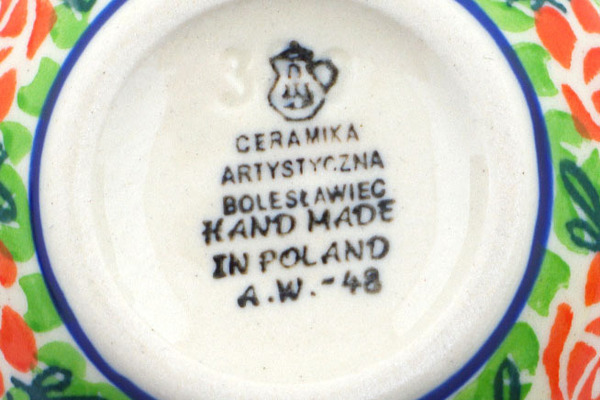 CERAMIKA
ARTYSTYCZNA
BOLESŁAWIEC
HAND MADE
IN POLAND
A.W.-48